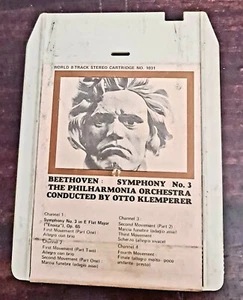 WORLD 8 TRACK STEREO CARTRIDGE NO. 1031
BEETHOVEN : SYMPHONY No. 3
THE PHILHARMONIA ORCHESTRA
CONDUCTED BY OTTO KLEMPERER
Channel 1:
Symphony No. 3 in E Flat Major
("Eroica"), Op. 55
First Movement (Part One)
Allegro con brio
Channel 2
First Movement (Part Two)
Allegro con brio
Second Movement (Part One)
Marcia funebre (adagio assai)
Channel 3:
Second Movement (Part 2)
Marcia funebre (adagio assai)
Third Movement
Scherzo (allegro vivace)
Channel 4
Fourth Movement
Finale (allegro molto -poco
andante -presto)